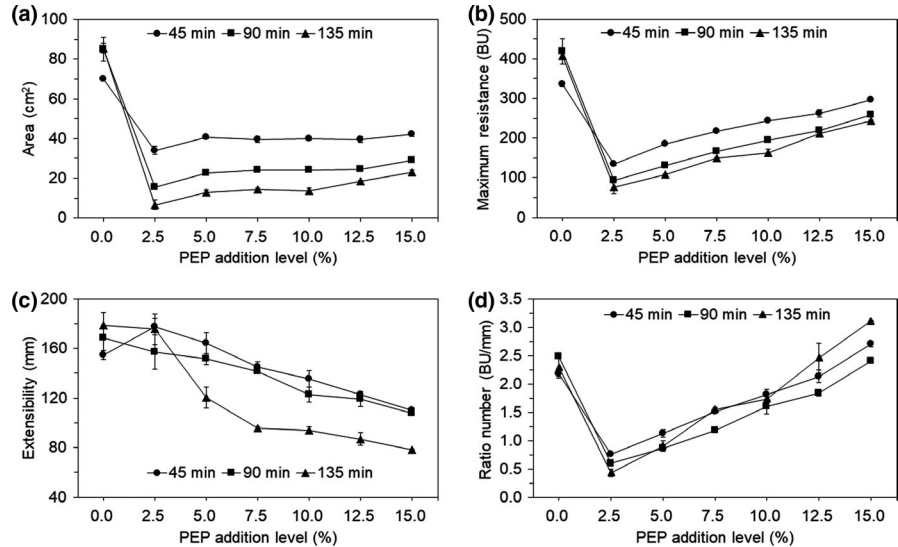 (a)
45 min 90 min 135 min
Area (cm²)
100
80
60
40
20
0
0.0 2.5 5.0 7.5 10.0 12.5 15.0
PEP addition level (%)
(b)
45 min 90 min 135 min
Maximum resistance (BU)
500
400
300
200
100
0
0.0 2.5 5.0 7.5 10.0 12.5 15.0
PEP addition level (%)
(c)
Extensibility (mm)
200
160
120
80
40
45 min 90 min 135 min
0.0 2.5 5.0 7.5 10.0 12.5 15.0
PEP addition level (%)
(d)
45 min 90 min 135 min
Ratio number (BU/mm)
3.5
3.0
2.5
2.0
1.5
1.0
0.5
0.0
0.0 2.5 5.0 7.5 10.0 12.5 15.0
PEP addition level (%)